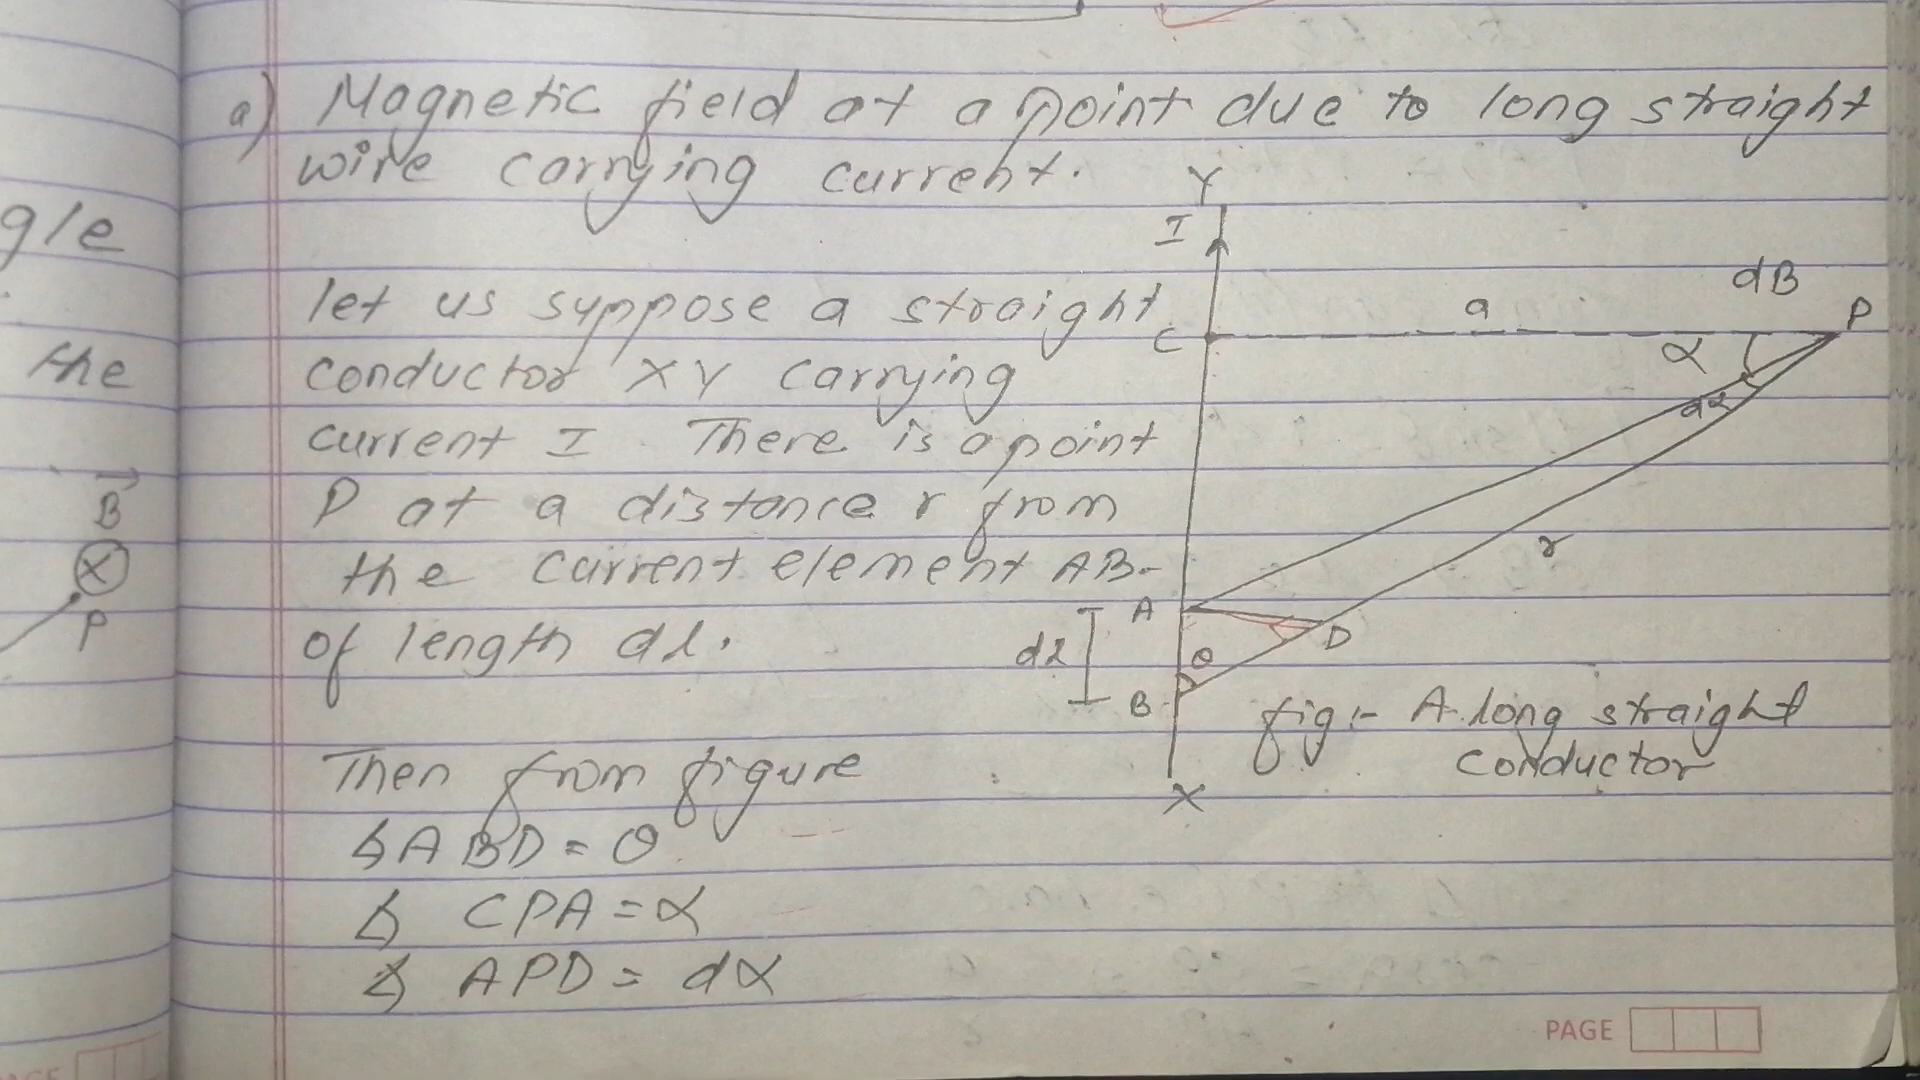 gle
the
B
P
a) Magnetic field at a point due to long straight
wire carrying current.
Y
I
let us suppose a straight
conductor XY carrying
current I There is a point
P at a distance r from
the current element AB-
of length dl.
C
a
dB
P
α
dα
r
A
D
dl
θ
B
X
fig:- A long straight
conductor
Then from figure
∠ABD = θ
∠ CPA = α
∠ APD = dα
PAGE